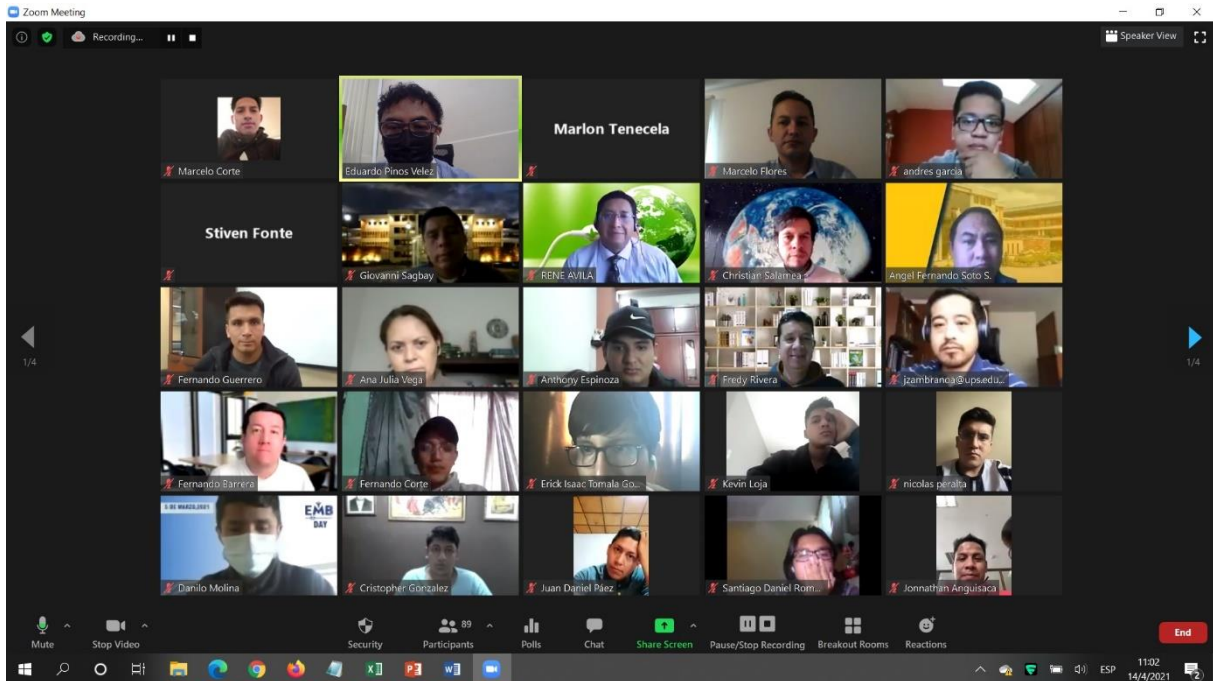 Zoom Meeting
Recording...
Speaker View
Marcelo Corte
Eduardo Pinos Velez
Marlon Tenecela
Marcelo Flores
andres garcia
Stiven Fonte
Giovanni Sagbay
RENE AVILA
Christian Salamea
Angel Fernando Soto S.
1/4
1/4
Fernando Guerrero
Ana Julia Vega
Anthony Espinoza
Fredy Rivera
jzambranoa@ups.edu...
Fernando Barrera
Fernando Corte
Erick Isaac Tomala Go...
Kevin Loja
nicolas peralta
EMB
DAY
Danilo Molina
Cristopher Gonzalez
Juan Daniel Páez
Santiago Daniel Rom...
Jonnathan Anguisaca
89
Mute
Stop Video
Security
Participants
Polls
Chat
Share Screen
Pause/Stop Recording
Breakout Rooms
Reactions
End
ESP
11:02
14/4/2021
2